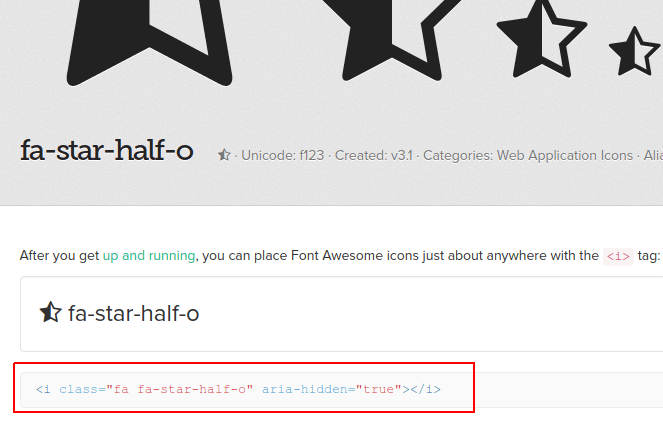 fa-star-half-o
· Unicode: f123 · Created: v3.1 · Categories: Web Application Icons ·
After you get up and running, you can place Font Awesome icons just about anywhere with the <i> tag:
fa-star-half-o
<i class="fa fa-star-half-o" aria-hidden="true"></i>